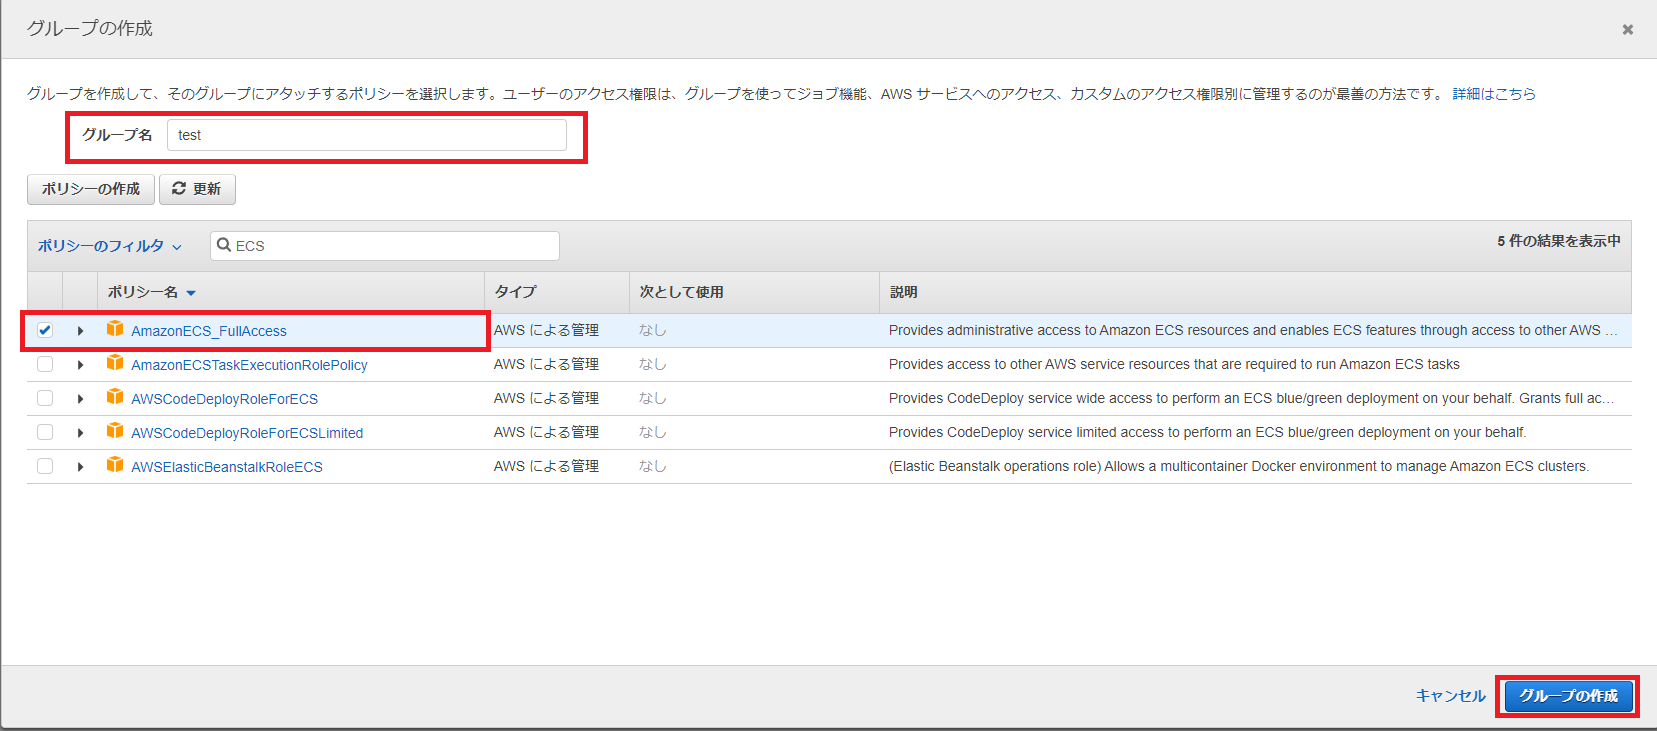 グループの作成
グループを作成して、そのグループにアタッチするポリシーを選択します。ユーザーのアクセス権限は、グループを使ってジョブ機能、AWS サービスへのアクセス、カスタムのアクセス権限別に管理するのが最善の方法です。 詳細はこちら
グループ名 test
ポリシーの作成 更新
ポリシーのフィルタ ECS 5 件の結果を表示中
ポリシー名 タイプ 次として使用 説明
AmazonECS_FullAccess AWS による管理 なし Provides administrative access to Amazon ECS resources and enables ECS features through access to other AWS ...
AmazonECSTaskExecutionRolePolicy AWS による管理 なし Provides access to other AWS service resources that are required to run Amazon ECS tasks
AWSCodeDeployRoleForECS AWS による管理 なし Provides CodeDeploy service wide access to perform an ECS blue/green deployment on your behalf. Grants full ac...
AWSCodeDeployRoleForECSLimited AWS による管理 なし Provides CodeDeploy service limited access to perform an ECS blue/green deployment on your behalf.
AWSElasticBeanstalkRoleECS AWS による管理 なし (Elastic Beanstalk operations role) Allows a multicontainer Docker environment to manage Amazon ECS clusters.
キャンセル グループの作成